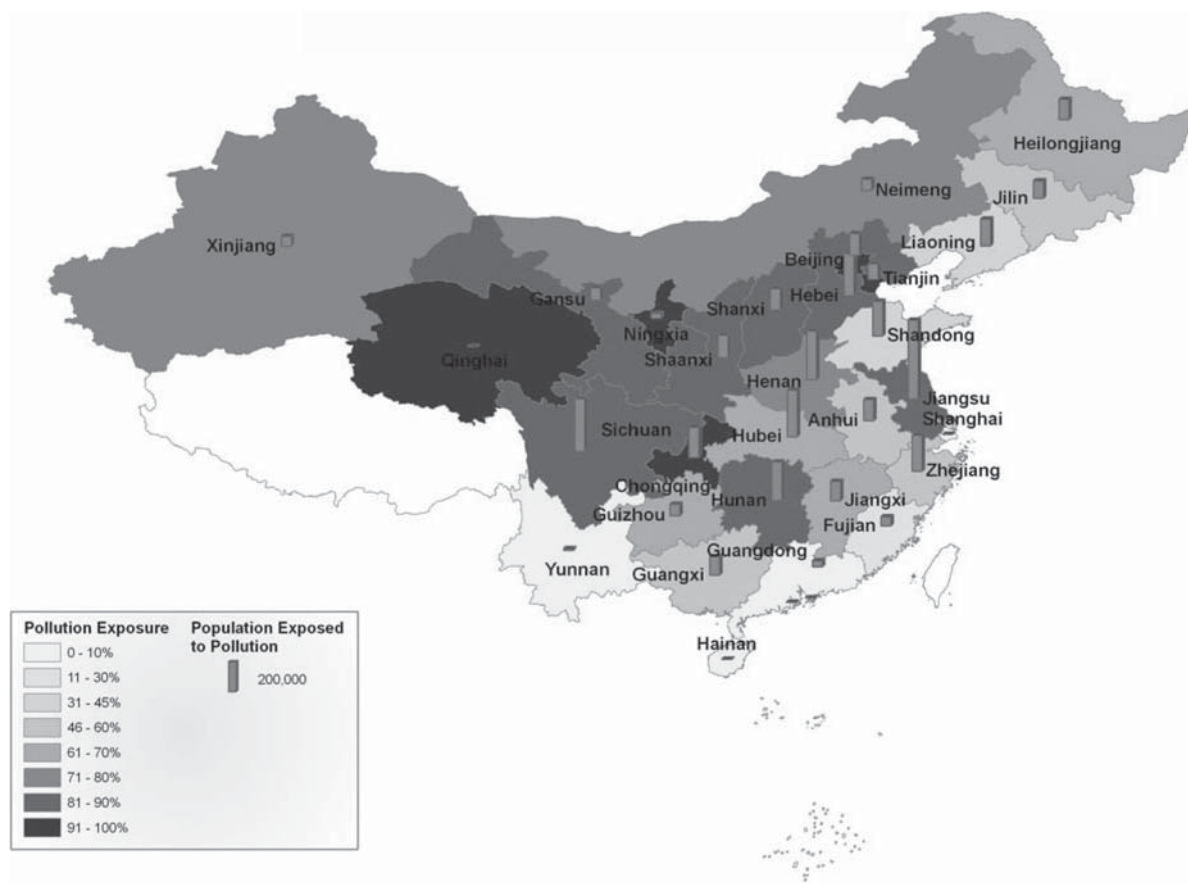 Heilongjiang
Neimeng
Jilin
Xinjiang
Liaoning
Beijing
Tianjin
Gansu
Shanxi
Hebei
Ningxia
Shandong
Qinghai
Shaanxi
Henan
Jiangsu
Anhui
Shanghai
Sichuan
Hubei
Zhejiang
Chongqing
Hunan
Jiangxi
Guizhou
Fujian
Guangdong
Yunnan
Guangxi
Hainan
Pollution Exposure
0 - 10%
11 - 30%
31 - 45%
46 - 60%
61 - 70%
71 - 80%
81 - 90%
91 - 100%
Population Exposed
to Pollution
200,000